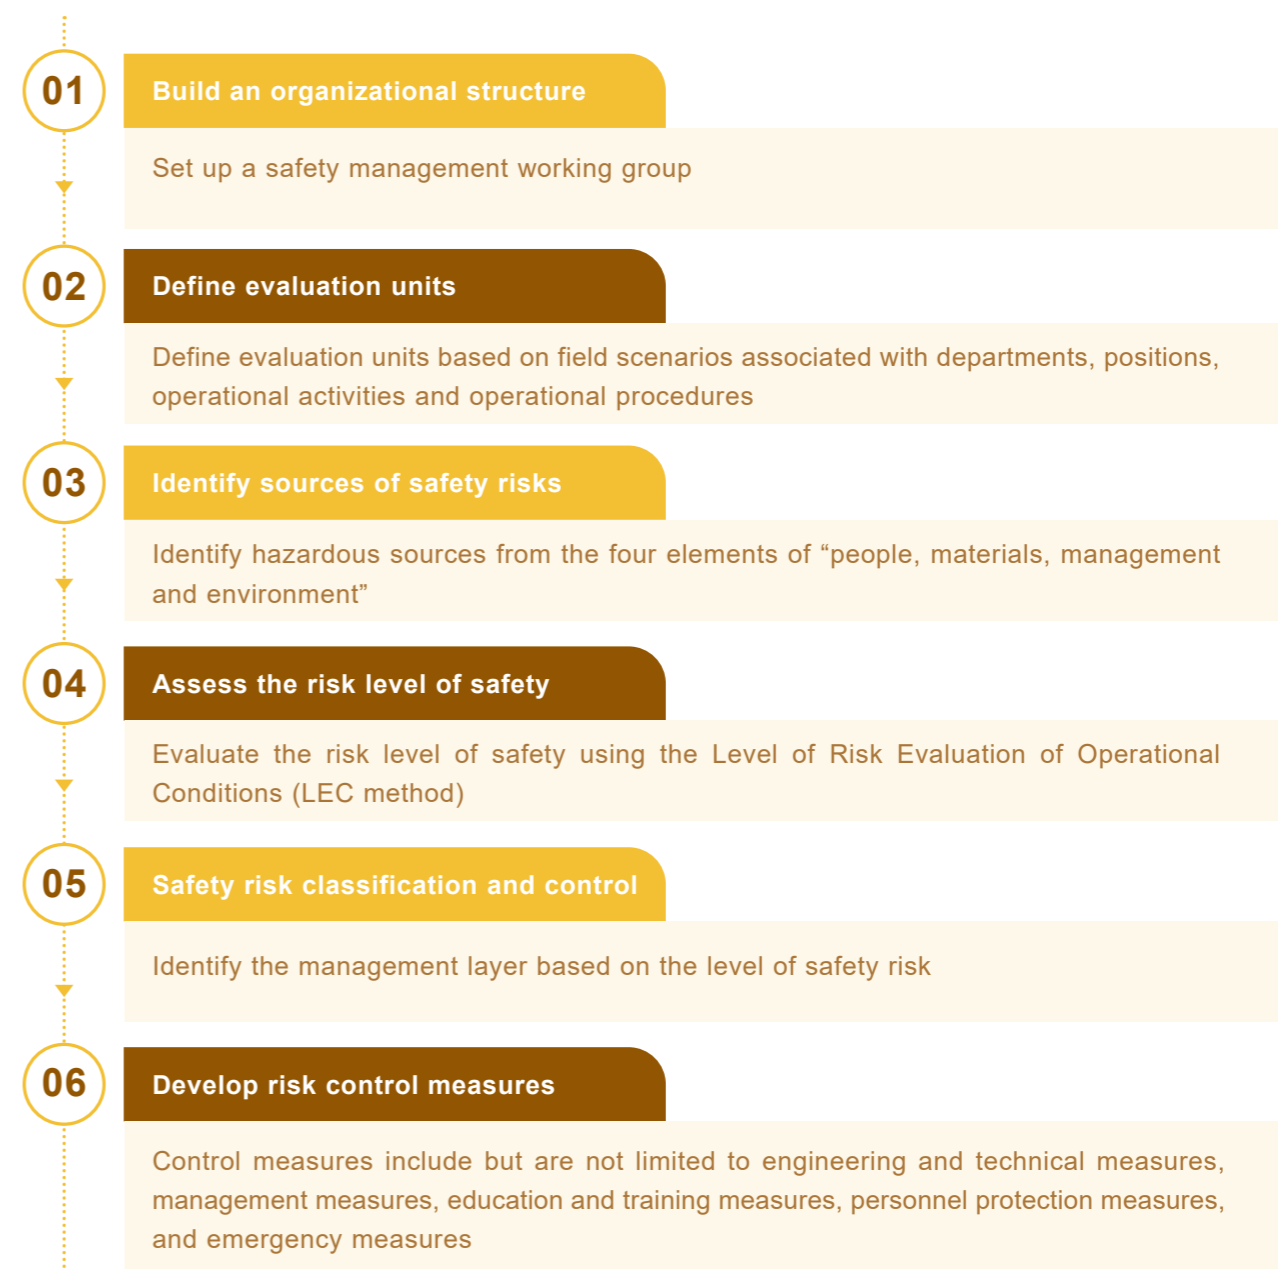 01
Build an organizational structure
Set up a safety management working group
02
Define evaluation units
Define evaluation units based on field scenarios associated with departments, positions,
operational activities and operational procedures
03
Identify sources of safety risks
Identify hazardous sources from the four elements of “people, materials, management
and environment”
04
Assess the risk level of safety
Evaluate the risk level of safety using the Level of Risk Evaluation of Operational
Conditions (LEC method)
05
Safety risk classification and control
Identify the management layer based on the level of safety risk
06
Develop risk control measures
Control measures include but are not limited to engineering and technical measures,
management measures, education and training measures, personnel protection measures,
and emergency measures